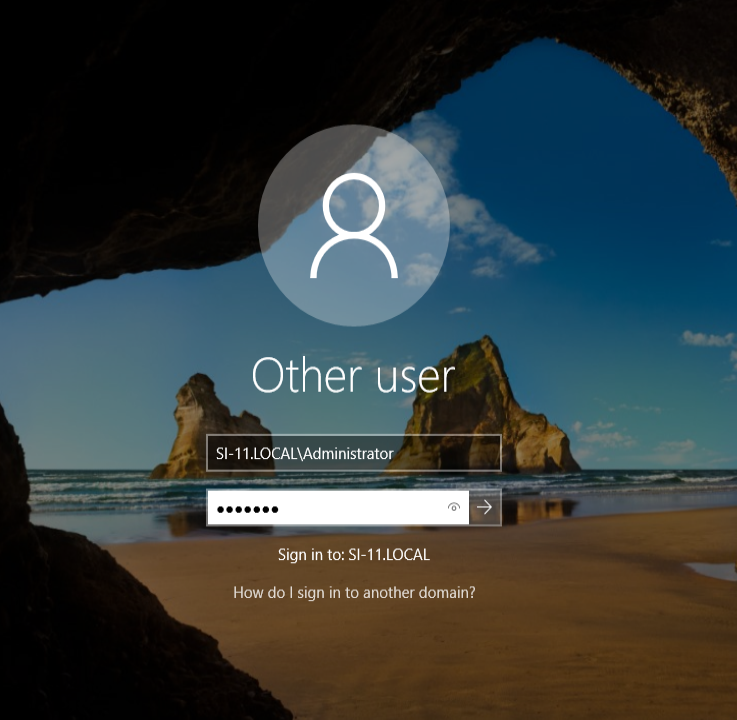 Other user
SI-11.LOCAL\Administrator
•••••••
Sign in to: SI-11.LOCAL
How do I sign in to another domain?